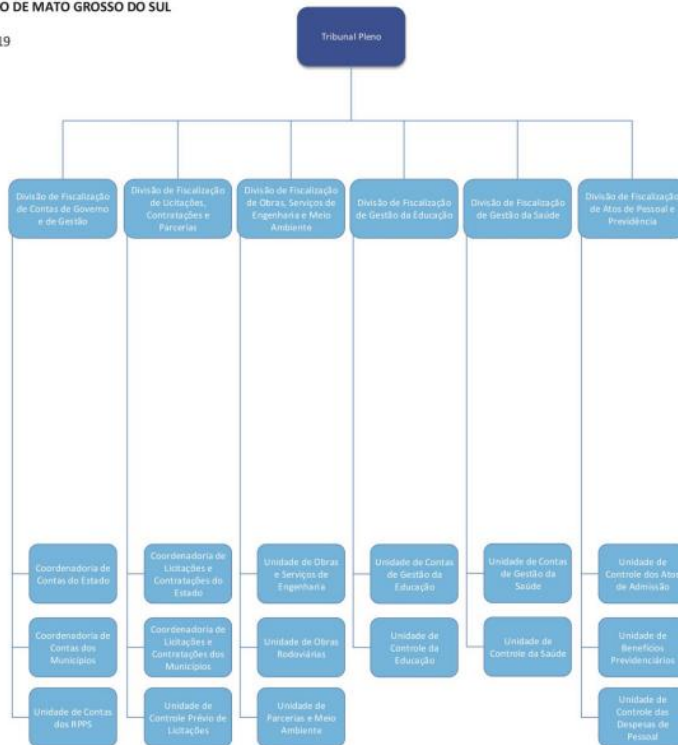 O DE MATO GROSSO DO SUL
19
Tribunal Pleno
Divisão de Fiscalização
de Contas de Governo
e de Gestão
Divisão de Fiscalização
de Licitações,
Contratações e
Parcerias
Divisão de Fiscalização
de Obras, Serviços de
Engenharia e Meio
Ambiente
Divisão de Fiscalização
de Gestão da Educação
Divisão de Fiscalização
de Gestão da Saúde
Divisão de Fiscalização
de Atos de Pessoal e
Previdência
Coordenadoria de
Contas do Estado
Coordenadoria de
Licitações e
Contratações do
Estado
Unidade de Obras
e Serviços de
Engenharia
Unidade de Contas
de Gestão da
Educação
Unidade de Contas
de Gestão da
Saúde
Unidade de
Controle dos Atos
de Admissão
Coordenadoria de
Contas dos
Municípios
Coordenadoria de
Licitações e
Contratações dos
Municípios
Unidade de Obras
Rodoviárias
Unidade de
Controle da
Educação
Unidade de
Controle da Saúde
Unidade de
Benefícios
Previdenciários
Unidade de Contas
dos RPPS
Unidade de
Controle Prévio de
Licitações
Unidade de
Parcerias e Meio
Ambiente
Unidade de
Controle das
Despesas de
Pessoal